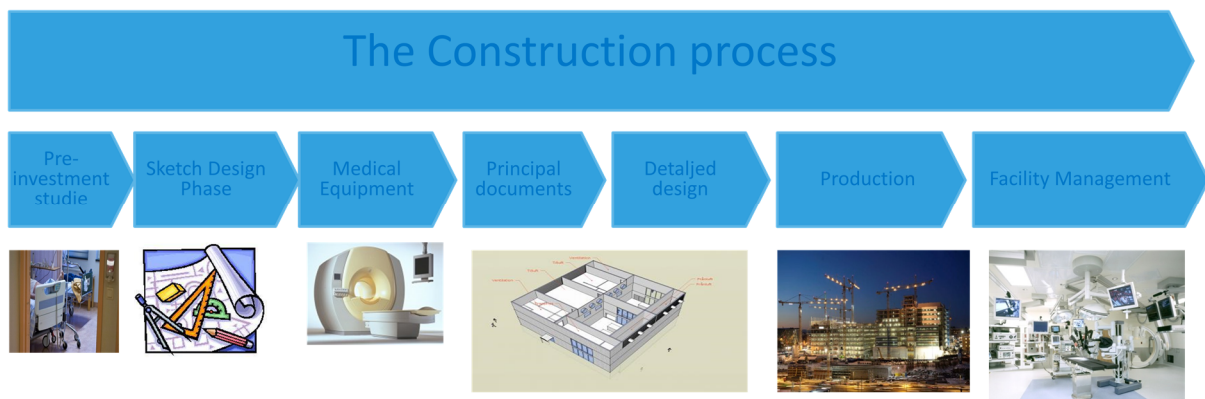 The Construction process
Pre-
investment
studie
Sketch Design
Phase
Medical
Equipment
Principal
documents
Detaljed
design
Production
Facility Management